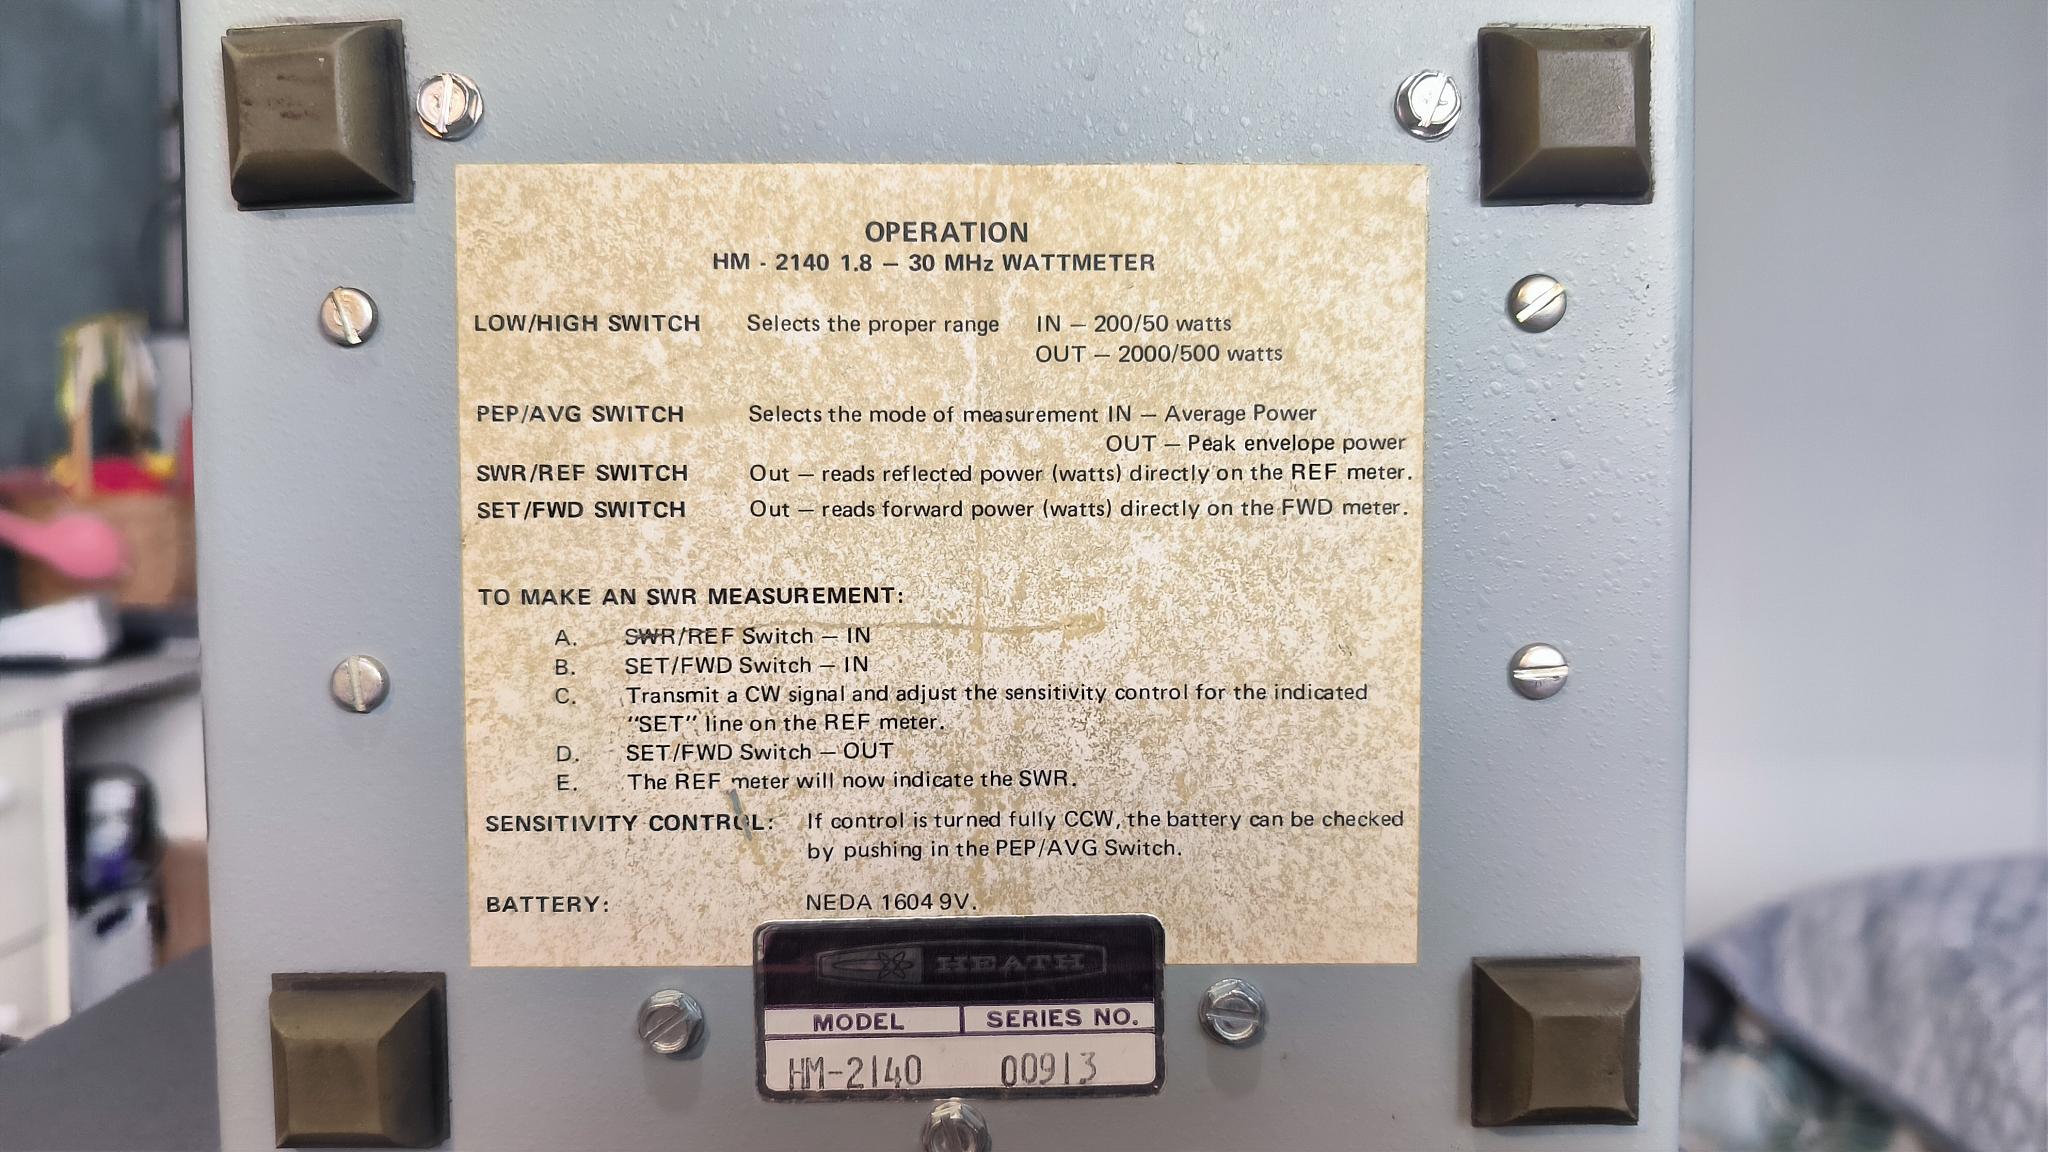 OPERATION
HM - 2140 1.8 — 30 MHz WATTMETER
LOW/HIGH SWITCH Selects the proper range IN — 200/50 watts
OUT — 2000/500 watts
PEP/AVG SWITCH Selects the mode of measurement IN — Average Power
OUT — Peak envelope power
SWR/REF SWITCH Out — reads reflected power (watts) directly on the REF meter.
SET/FWD SWITCH Out — reads forward power (watts) directly on the FWD meter.
TO MAKE AN SWR MEASUREMENT:
A. SWR/REF Switch — IN
B. SET/FWD Switch — IN
C. Transmit a CW signal and adjust the sensitivity control for the indicated
"SET" line on the REF meter.
D. SET/FWD Switch — OUT
E. The REF meter will now indicate the SWR.
SENSITIVITY CONTROL: If control is turned fully CCW, the battery can be checked
by pushing in the PEP/AVG Switch.
BATTERY: NEDA 1604 9V.
HEATH
MODEL SERIES NO.
HM-2140 00913